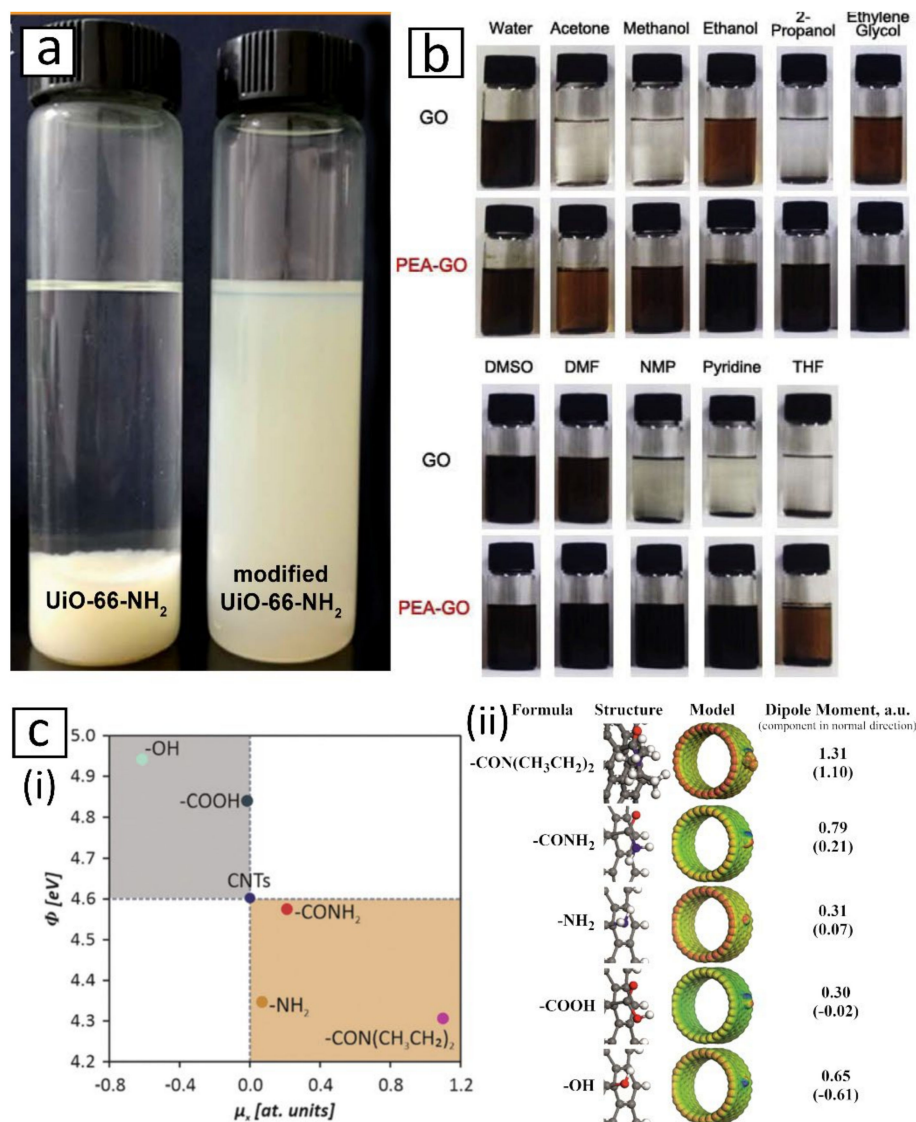 a
UiO-66-NH2
modified
UiO-66-NH2
b
Water Acetone Methanol Ethanol 2-Propanol Ethylene Glycol
GO
PEA-GO
DMSO DMF NMP Pyridine THF
GO
PEA-GO
c
(i)
5.0
4.9
4.8
4.7
4.6
4.5
4.4
4.3
4.2
Φ [eV]
-OH
-COOH
CNTs
-CONH2
-NH2
-CON(CH3CH2)2
-0.8 -0.4 0.0 0.4 0.8 1.2
μx [at. units]
(ii)
Formula Structure Model Dipole Moment, a.u.
(component in normal direction)
-CON(CH3CH2)2 1.31
(1.10)
-CONH2 0.79
(0.21)
-NH2 0.31
(0.07)
-COOH 0.30
(-0.02)
-OH 0.65
(-0.61)